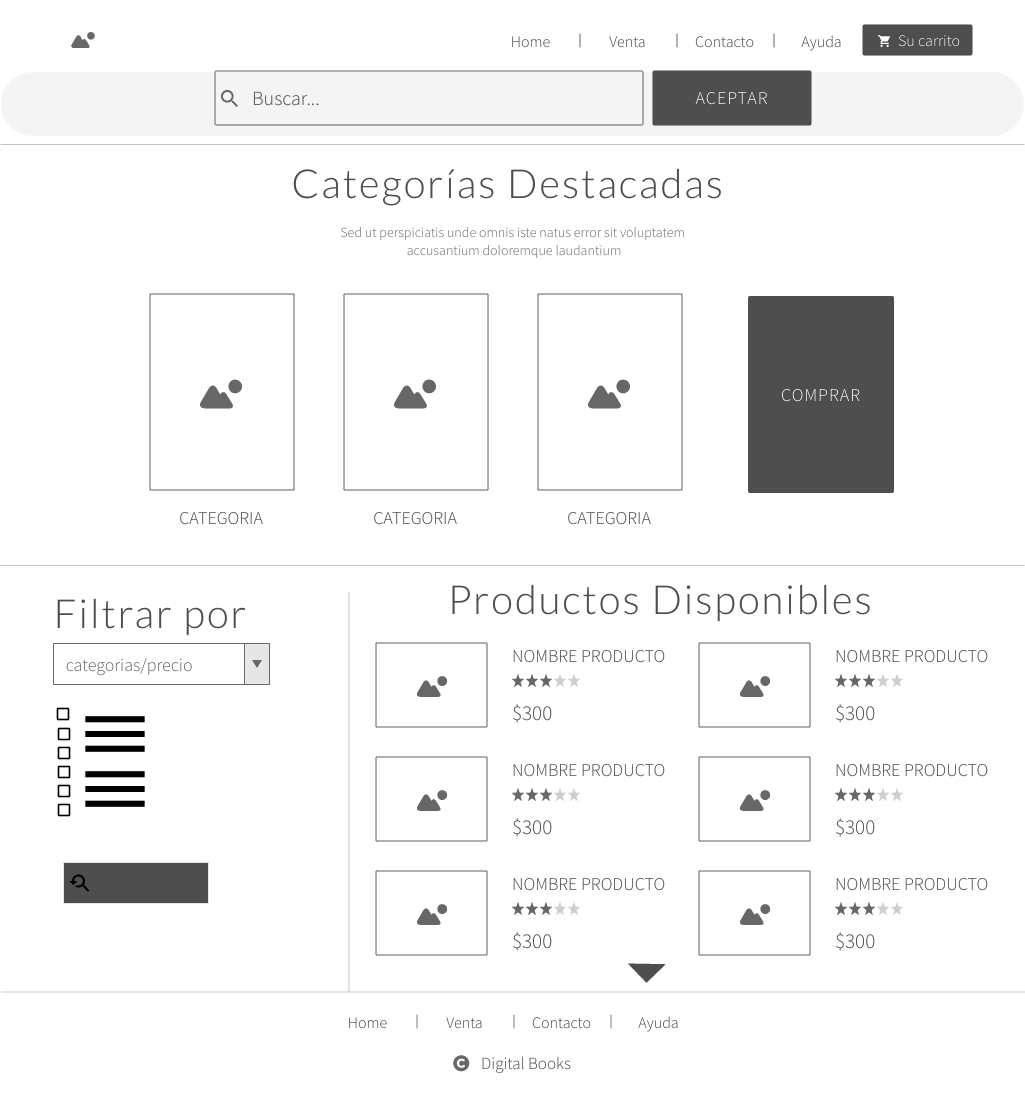 Home | Venta | Contacto | Ayuda Su carrito
Buscar... ACEPTAR
Categorías Destacadas
Sed ut perspiciatis unde omnis iste natus error sit voluptatem
accusantium doloremque laudantium
COMPRAR
CATEGORIA CATEGORIA CATEGORIA
Filtrar por
categorias/precio
Productos Disponibles
NOMBRE PRODUCTO
$300
NOMBRE PRODUCTO
$300
NOMBRE PRODUCTO
$300
NOMBRE PRODUCTO
$300
NOMBRE PRODUCTO
$300
NOMBRE PRODUCTO
$300
Home | Venta | Contacto | Ayuda
© Digital Books